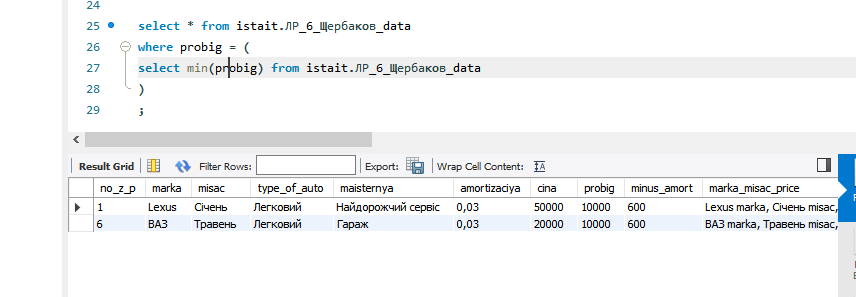 24
25 select * from istait.ЛР_6_Щербаков_data
26 where probig = (
27 select min(probig) from istait.ЛР_6_Щербаков_data
28 )
29 ;
Result Grid Filter Rows: Export: Wrap Cell Content:
no_z_p marka misac type_of_auto maisternya amortizaciya cina probig minus_amort marka_misac_price
1 Lexus Січень Легковий Найдорожчий сервіс 0,03 50000 10000 600 Lexus marka, Січень misac,
6 ВАЗ Травень Легковий Гараж 0,03 20000 10000 600 ВАЗ marka, Травень misac,